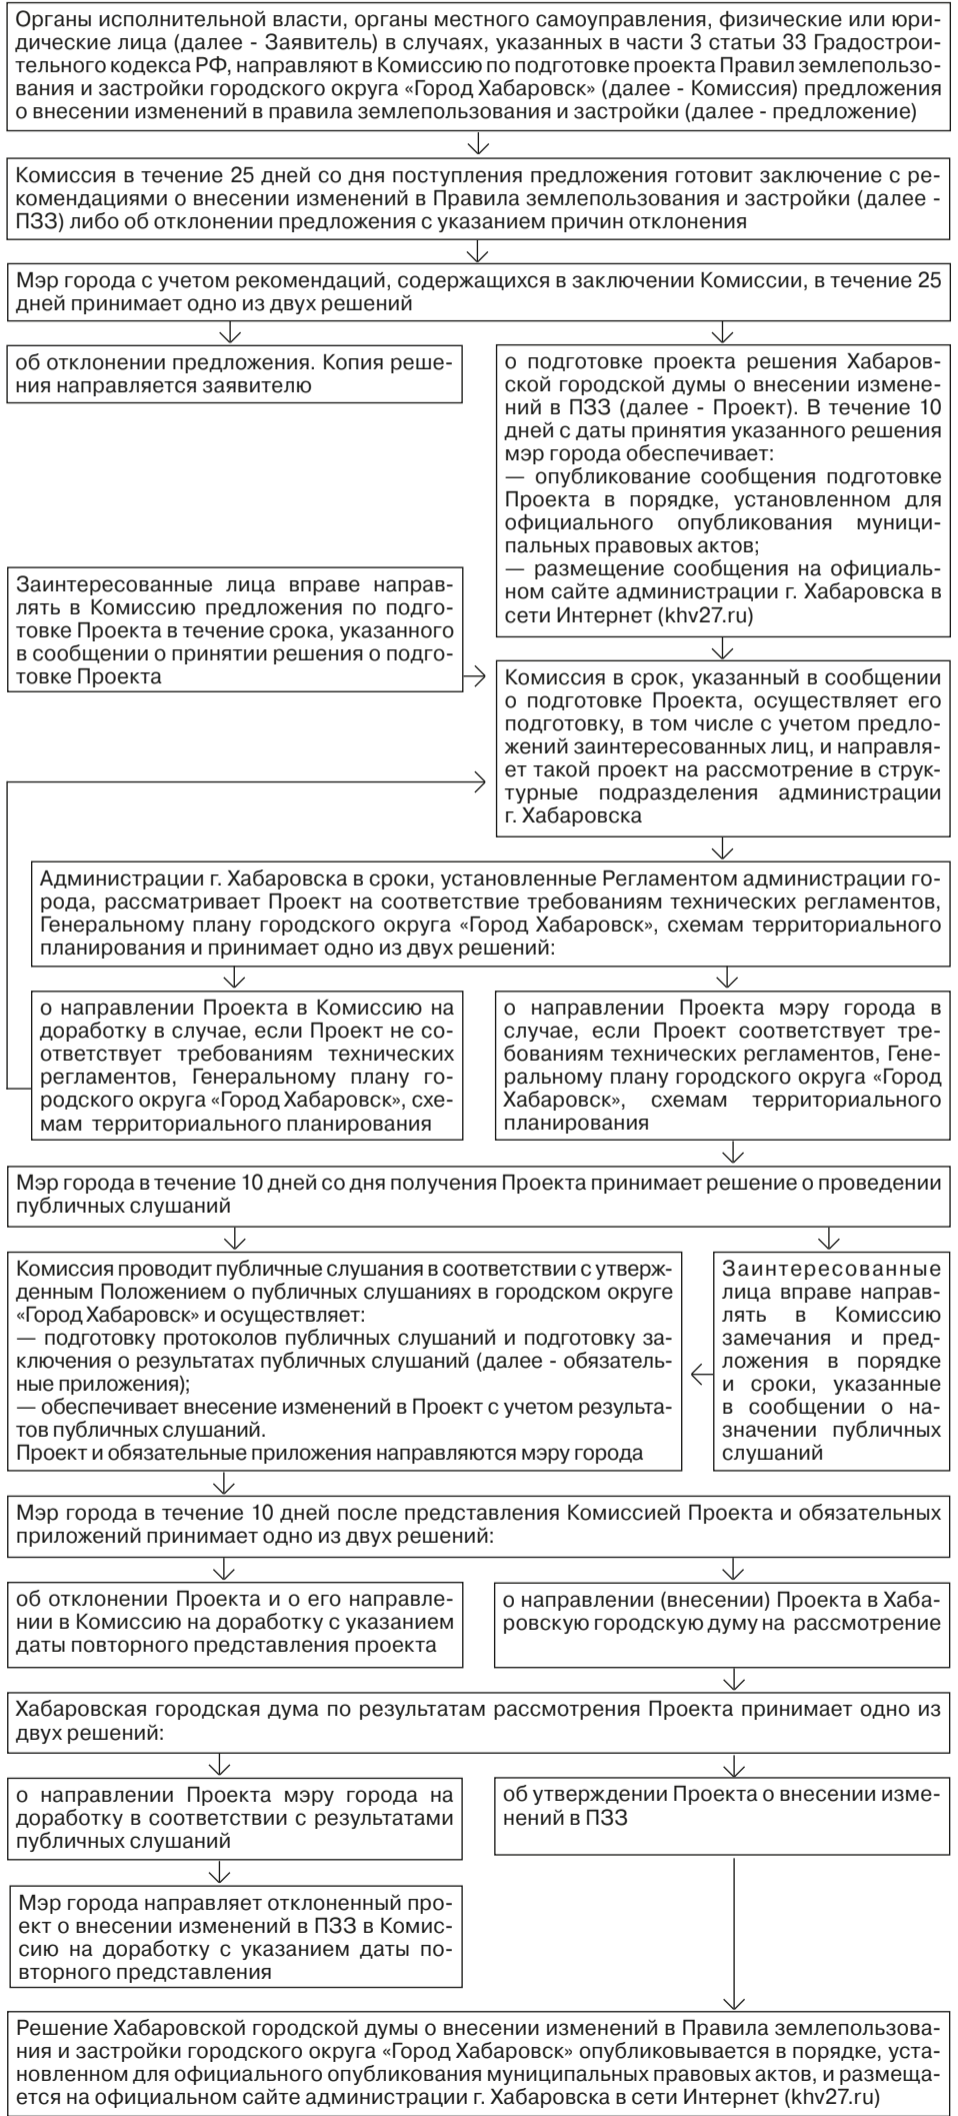 Органы исполнительной власти, органы местного самоуправления, физические или юри-
дические лица (далее - Заявитель) в случаях, указанных в части 3 статьи 33 Градострои-
тельного кодекса РФ, направляют в Комиссию по подготовке проекта Правил землепользо-
вания и застройки городского округа «Город Хабаровск» (далее - Комиссия) предложения
о внесении изменений в правила землепользования и застройки (далее - предложение)
Комиссия в течение 25 дней со дня поступления предложения готовит заключение с ре-
комендациями о внесении изменений в Правила землепользования и застройки (далее -
ПЗЗ) либо об отклонении предложения с указанием причин отклонения
Мэр города с учетом рекомендаций, содержащихся в заключении Комиссии, в течение 25
дней принимает одно из двух решений
об отклонении предложения. Копия реше-
ния направляется заявителю
о подготовке проекта решения Хабаров-
ской городской думы о внесении измене-
ний в ПЗЗ (далее - Проект). В течение 10
дней с даты принятия указанного решения
мэр города обеспечивает:
— опубликование сообщения подготовке
Проекта в порядке, установленном для
официального опубликования муници-
пальных правовых актов;
— размещение сообщения на официаль-
ном сайте администрации г. Хабаровска в
сети Интернет (khv27.ru)
Заинтересованные лица вправе направ-
лять в Комиссию предложения по подго-
товке Проекта в течение срока, указанного
в сообщении о принятии решения о подго-
товке Проекта
Комиссия в срок, указанный в сообщении
о подготовке Проекта, осуществляет его
подготовку, в том числе с учетом предло-
жений заинтересованных лиц, и направля-
ет такой проект на рассмотрение в струк-
турные подразделения администрации
г. Хабаровска
Администрации г. Хабаровска в сроки, установленные Регламентом администрации го-
рода, рассматривает Проект на соответствие требованиям технических регламентов,
Генеральному плану городского округа «Город Хабаровск», схемам территориального
планирования и принимает одно из двух решений:
о направлении Проекта в Комиссию на
доработку в случае, если Проект не со-
ответствует требованиям технических
регламентов, Генеральному плану го-
родского округа «Город Хабаровск», схе-
мам территориального планирования
о направлении Проекта мэру города в
случае, если Проект соответствует тре-
бованиям технических регламентов, Гене-
ральному плану городского округа «Город
Хабаровск», схемам территориального
планирования
Мэр города в течение 10 дней со дня получения Проекта принимает решение о проведении
публичных слушаний
Комиссия проводит публичные слушания в соответствии с утверж-
денным Положением о публичных слушаниях в городском округе
«Город Хабаровск» и осуществляет:
— подготовку протоколов публичных слушаний и подготовку за-
ключения о результатах публичных слушаний (далее - обязатель-
ные приложения);
— обеспечивает внесение изменений в Проект с учетом результа-
тов публичных слушаний.
Проект и обязательные приложения направляются мэру города
Заинтересованные
лица вправе направ-
лять в Комиссию
замечания и пред-
ложения в порядке
и сроки, указанные
в сообщении о на-
значении публичных
слушаний
Мэр города в течение 10 дней после представления Комиссией Проекта и обязательных
приложений принимает одно из двух решений:
об отклонении Проекта и о его направле-
нии в Комиссию на доработку с указанием
даты повторного представления проекта
о направлении (внесении) Проекта в Хаба-
ровскую городскую думу на рассмотрение
Хабаровская городская дума по результатам рассмотрения Проекта принимает одно из
двух решений:
о направлении Проекта мэру города на
доработку в соответствии с результатами
публичных слушаний
об утверждении Проекта о внесении изме-
нений в ПЗЗ
Мэр города направляет отклоненный про-
ект о внесении изменений в ПЗЗ в Комис-
сию на доработку с указанием даты по-
вторного представления
Решение Хабаровской городской думы о внесении изменений в Правила землепользова-
ния и застройки городского округа «Город Хабаровск» опубликовывается в порядке, уста-
новленном для официального опубликования муниципальных правовых актов, и размеща-
ется на официальном сайте администрации г. Хабаровска в сети Интернет (khv27.ru)